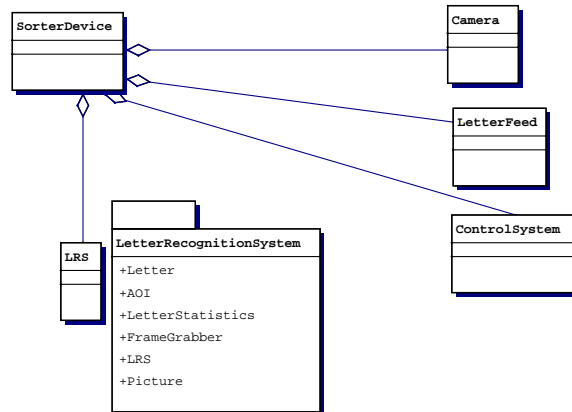 SorterDevice
Camera
LetterFeed
ControlSystem
LRS
LetterRecognitionSystem
+Letter
+AOI
+LetterStatistics
+FrameGrabber
+LRS
+Picture